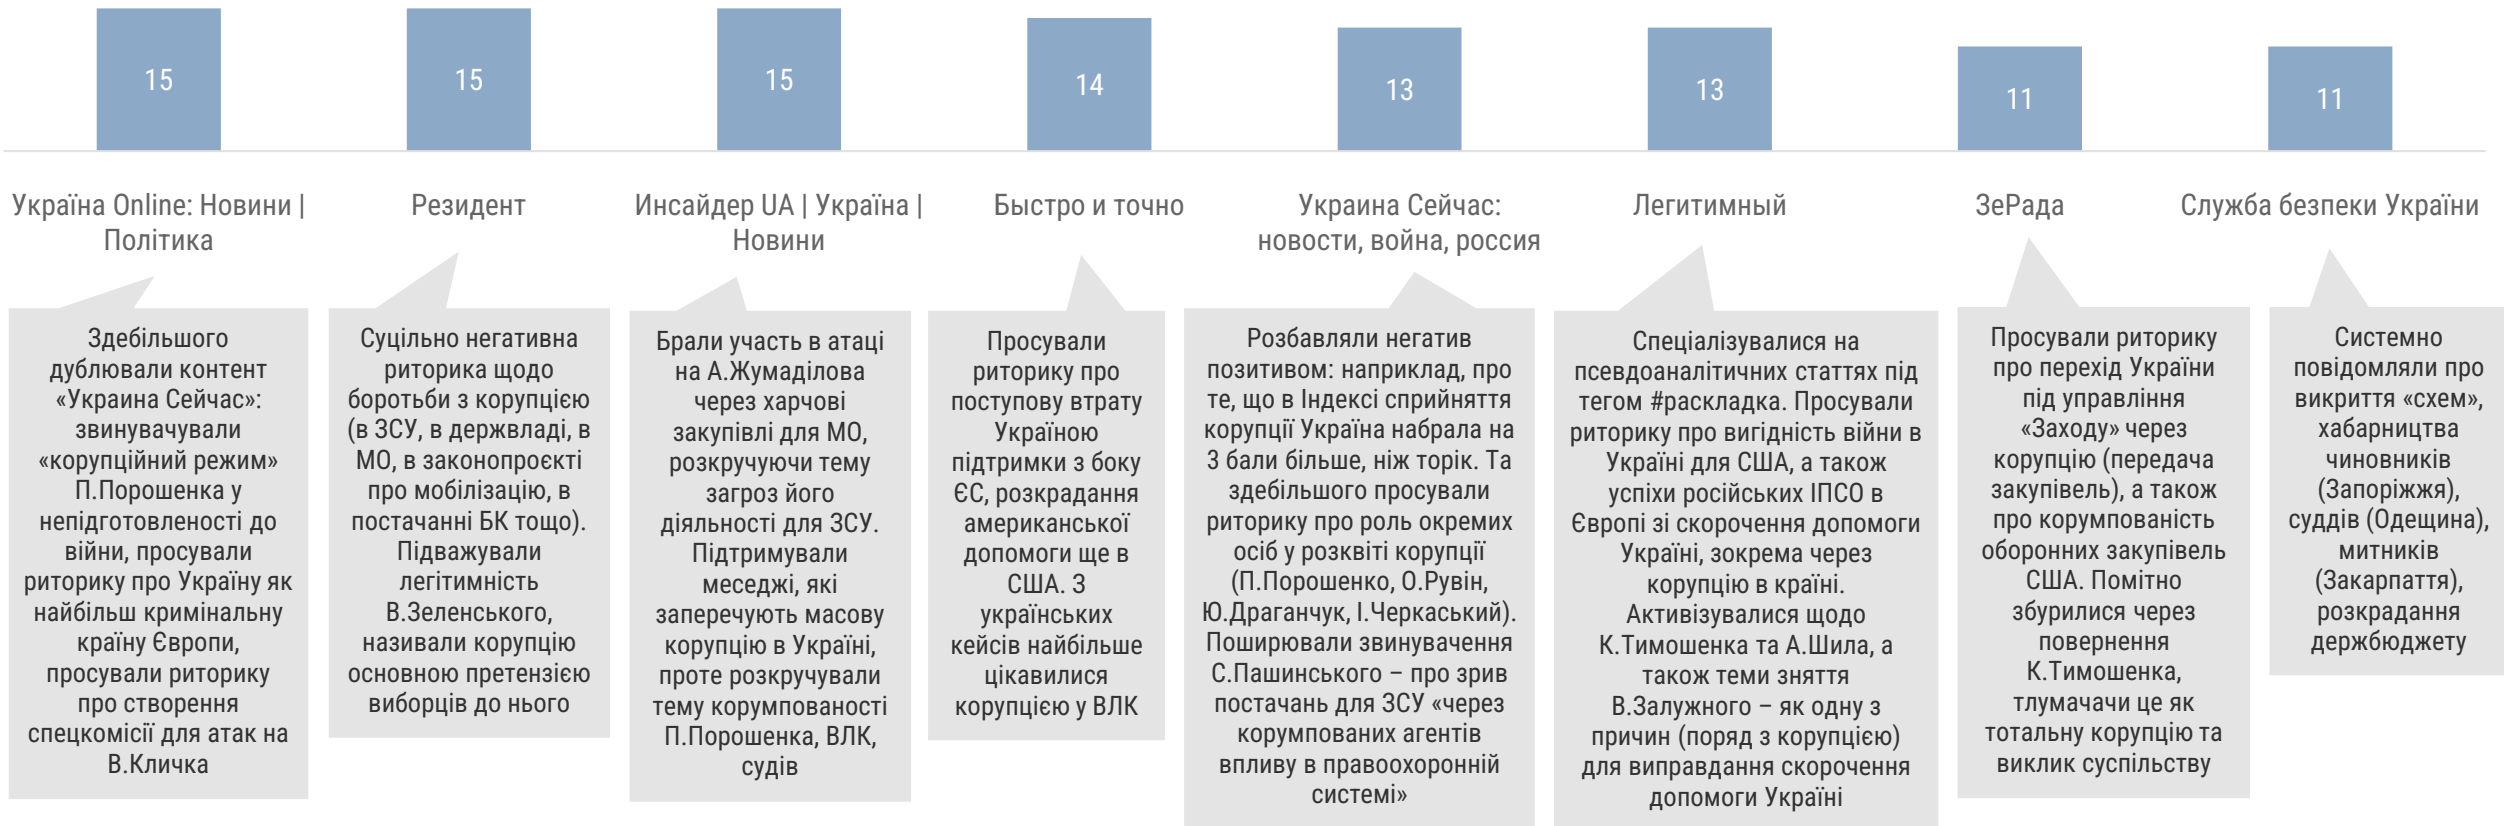 15
15
15
14
13
13
11
11
Україна Online: Новини |
Політика
Резидент
Инсайдер UA | Україна |
Новини
Быстро и точно
Украина Сейчас:
новости, война, россия
Легитимный
ЗеРада
Служба безпеки України
Здебільшого
дублювали контент
«Украина Сейчас»:
звинувачували
«корупційний режим»
П.Порошенка у
непідготовленості до
війни, просували
риторику про Україну як
найбільш кримінальну
країну Європи,
просували риторику
про створення
спецкомісії для атак на
В.Кличка
Суцільно негативна
риторика щодо
боротьби з корупцією
(в ЗСУ, в держвладі, в
МО, в законопроєкті
про мобілізацію, в
постачанні БК тощо).
Підважували
легітимність
В.Зеленського,
називали корупцію
основною претензією
виборців до нього
Брали участь в атаці
на А.Жумаділова
через харчові
закупівлі для МО,
розкручуючи тему
загроз його
діяльності для ЗСУ.
Підтримували
меседжі, які
заперечують масову
корупцію в Україні,
проте розкручували
тему корумпованості
П.Порошенка, ВЛК,
судів
Просували
риторику про
поступову втрату
Україною
підтримки з боку
ЄС, розкрадання
американської
допомоги ще в
США. З
українських
кейсів найбільше
цікавилися
корупцією у ВЛК
Розбавляли негатив
позитивом: наприклад, про
те, що в Індексі сприйняття
корупції Україна набрала на
3 бали більше, ніж торік. Та
здебільшого просували
риторику про роль окремих
осіб у розквіті корупції
(П.Порошенко, О.Рувін,
Ю.Драганчук, І.Черкаський).
Поширювали звинувачення
С.Пашинського – про зрив
постачань для ЗСУ «через
корумпованих агентів
впливу в правоохоронній
системі»
Спеціалізувалися на
псевдоаналітичних статтях під
тегом #раскладка. Просували
риторику про вигідність війни в
Україні для США, а також
успіхи російських ІПСО в
Європі зі скорочення допомоги
Україні, зокрема через
корупцію в країні.
Активізувалися щодо
К.Тимошенка та А.Шила, а
також теми зняття
В.Залужного – як одну з
причин (поряд з корупцією)
для виправдання скорочення
допомоги Україні
Просували риторику
про перехід України
під управління
«Заходу» через
корупцію (передача
закупівель), а також
про корумпованість
оборонних закупівель
США. Помітно
збурилися через
повернення
К.Тимошенка,
тлумачачи це як
тотальну корупцію та
виклик суспільству
Системно
повідомляли про
викриття «схем»,
хабарництва
чиновників
(Запоріжжя),
суддів (Одещина),
митників
(Закарпаття),
розкрадання
держбюджету